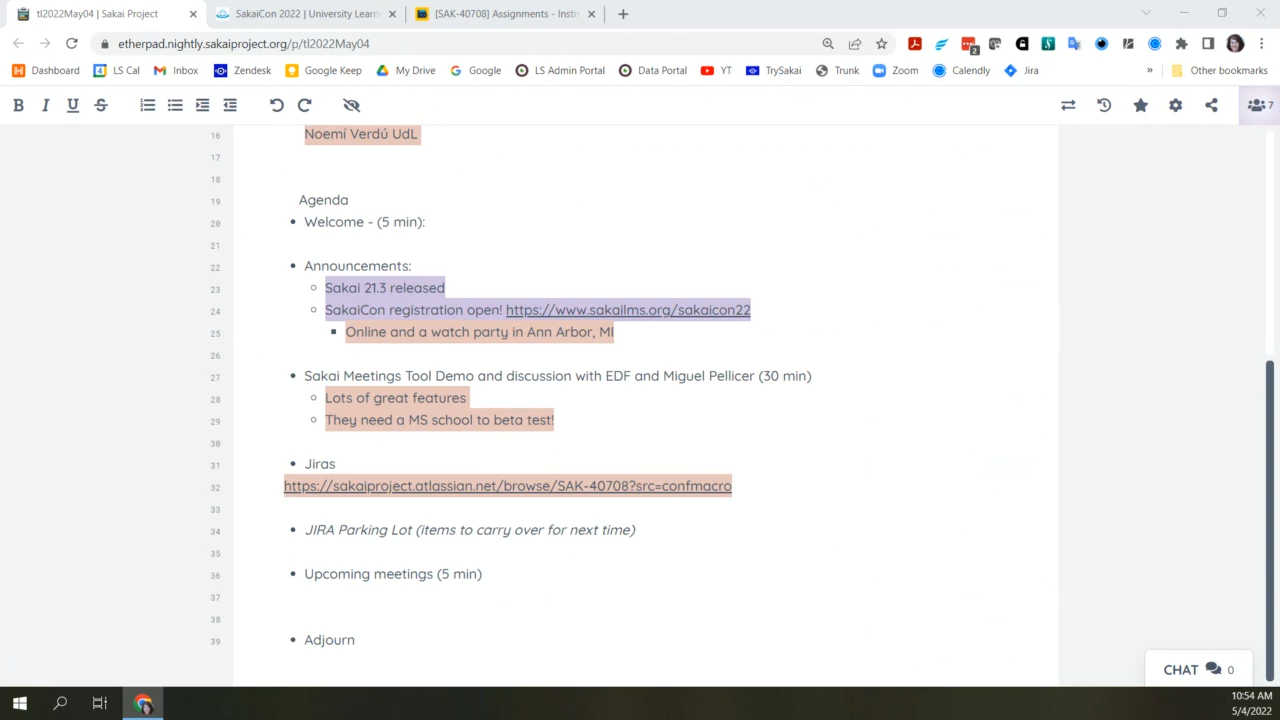 tl2022May04 | Sakai Project
SakaiCon 2022 | University Learn
[SAK-40708] Assignments - Instr
etherpad.nightly.sakaiproject.org/p/tl2022May04
2
Dashboard
LS Cal
Inbox
Zendesk
Google Keep
My Drive
Google
LS Admin Portal
Data Portal
YT
TrySakai
Trunk
Zoom
Calendly
Jira
»
Other bookmarks
B I U S
7
16 Noemí Verdú UdL
17
18
19 Agenda
20 • Welcome - (5 min):
21
22 • Announcements:
23 Sakai 21.3 released
24 SakaiCon registration open! https://www.sakailms.org/sakaicon22
25 Online and a watch party in Ann Arbor, MI
26
27 • Sakai Meetings Tool Demo and discussion with EDF and Miguel Pellicer (30 min)
28 Lots of great features
29 They need a MS school to beta test!
30
31 • Jiras
32 https://sakaiproject.atlassian.net/browse/SAK-40708?src=confmacro
33
34 • JIRA Parking Lot (items to carry over for next time)
35
36 • Upcoming meetings (5 min)
37
38
39 • Adjourn
CHAT 0
10:54 AM
5/4/2022